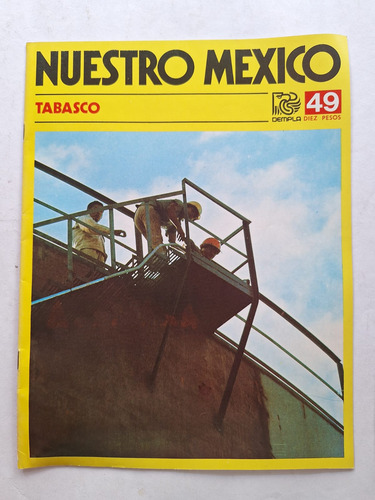 NUESTRO MEXICO
TABASCO
DEMPLA
49
DIEZ PESOS